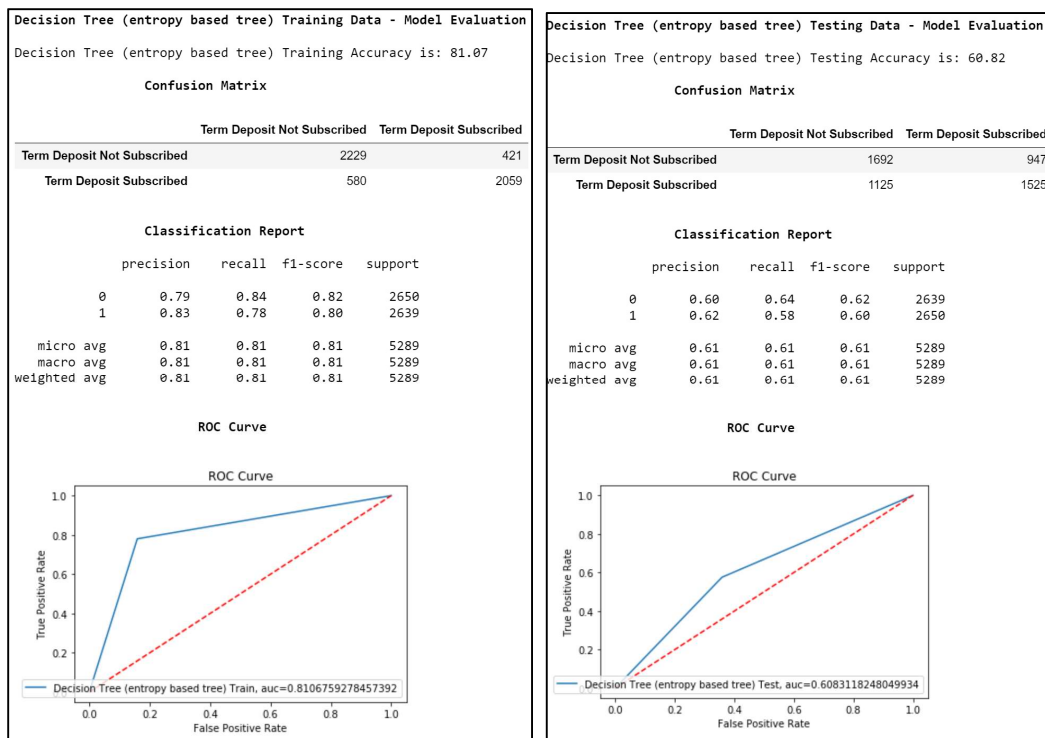 Decision Tree (entropy based tree) Training Data - Model Evaluation
Decision Tree (entropy based tree) Training Accuracy is: 81.07
Confusion Matrix
Term Deposit Not Subscribed Term Deposit Subscribed
Term Deposit Not Subscribed 2229 421
Term Deposit Subscribed 580 2059
Classification Report
precision recall f1-score support
0 0.79 0.84 0.82 2650
1 0.83 0.78 0.80 2639
micro avg 0.81 0.81 0.81 5289
macro avg 0.81 0.81 0.81 5289
weighted avg 0.81 0.81 0.81 5289
ROC Curve
ROC Curve
1.0
0.8
0.6
0.4
0.2
True Positive Rate
Decision Tree (entropy based tree) Train, auc=0.8106759278457392
0.0 0.2 0.4 0.6 0.8 1.0
False Positive Rate
Decision Tree (entropy based tree) Testing Data - Model Evaluation
Decision Tree (entropy based tree) Testing Accuracy is: 60.82
Confusion Matrix
Term Deposit Not Subscribed Term Deposit Subscribed
Term Deposit Not Subscribed 1692 947
Term Deposit Subscribed 1125 1525
Classification Report
precision recall f1-score support
0 0.60 0.64 0.62 2639
1 0.62 0.58 0.60 2650
micro avg 0.61 0.61 0.61 5289
macro avg 0.61 0.61 0.61 5289
weighted avg 0.61 0.61 0.61 5289
ROC Curve
ROC Curve
1.0
0.8
0.6
0.4
0.2
True Positive Rate
Decision Tree (entropy based tree) Test, auc=0.6083118248049934
0.0 0.2 0.4 0.6 0.8 1.0
False Positive Rate